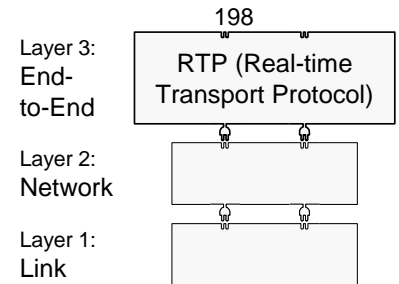 198
Layer 3:
End-
to-End
RTP (Real-time
Transport Protocol)
Layer 2:
Network
Layer 1:
Link